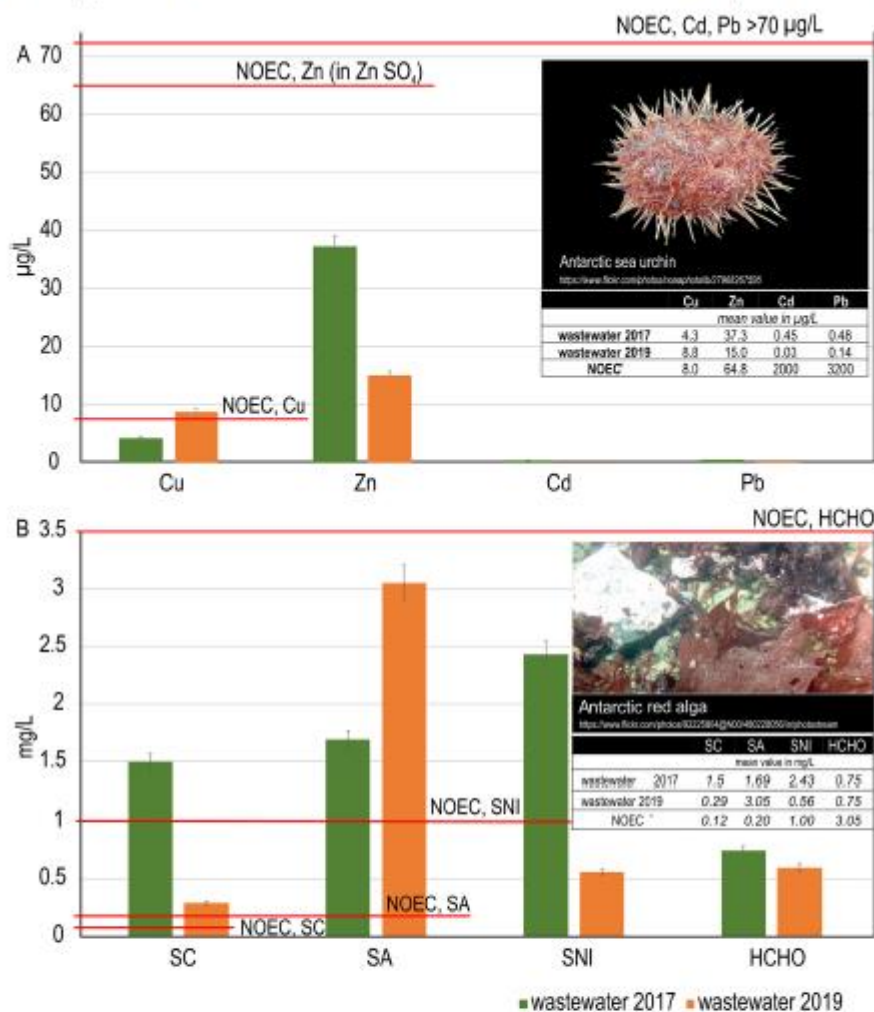 NOEC, Cd, Pb >70 µg/L
A 70
NOEC, Zn (in Zn SO₄)
60
50
40
30
20
10
0
µg/L
NOEC, Cu
Cu Zn Cd Pb
Antarctic sea urchin
Cu Zn Cd Pb
mean value in µg/L
wastewater 2017 4.3 37.3 0.45 0.48
wastewater 2019 8.8 15.0 0.03 0.14
NOEC* 8.0 64.8 2000 3200
NOEC, HCHO
B 3.5
3
2.5
2
1.5
1
0.5
0
mg/L
NOEC, SNI
NOEC, SA
NOEC, SC
SC SA SNI HCHO
Antarctic red alga
SC SA SNI HCHO
mean value in mg/L
wastewater 2017 1.5 1.69 2.43 0.75
wastewater 2019 0.29 3.05 0.56 0.75
NOEC * 0.12 0.20 1.00 3.05
wastewater 2017 wastewater 2019